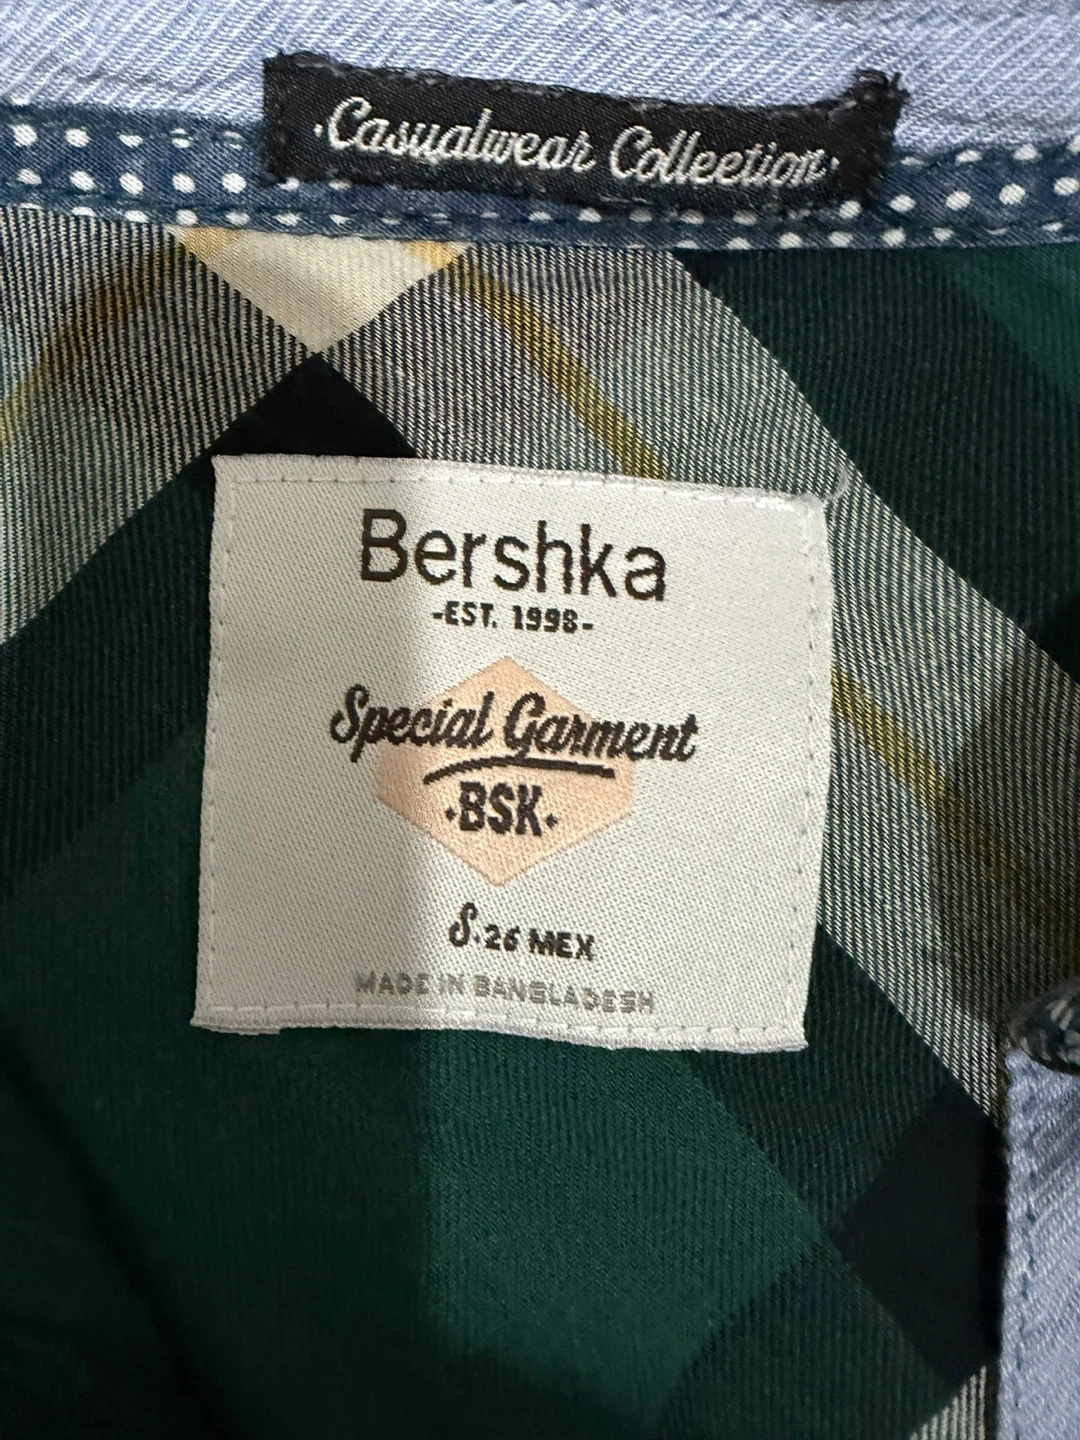 ·Casualwear Collection·
Bershka
-EST. 1998-
Special Garment
·BSK·
S·26 MEX
MADE IN BANGLADESH